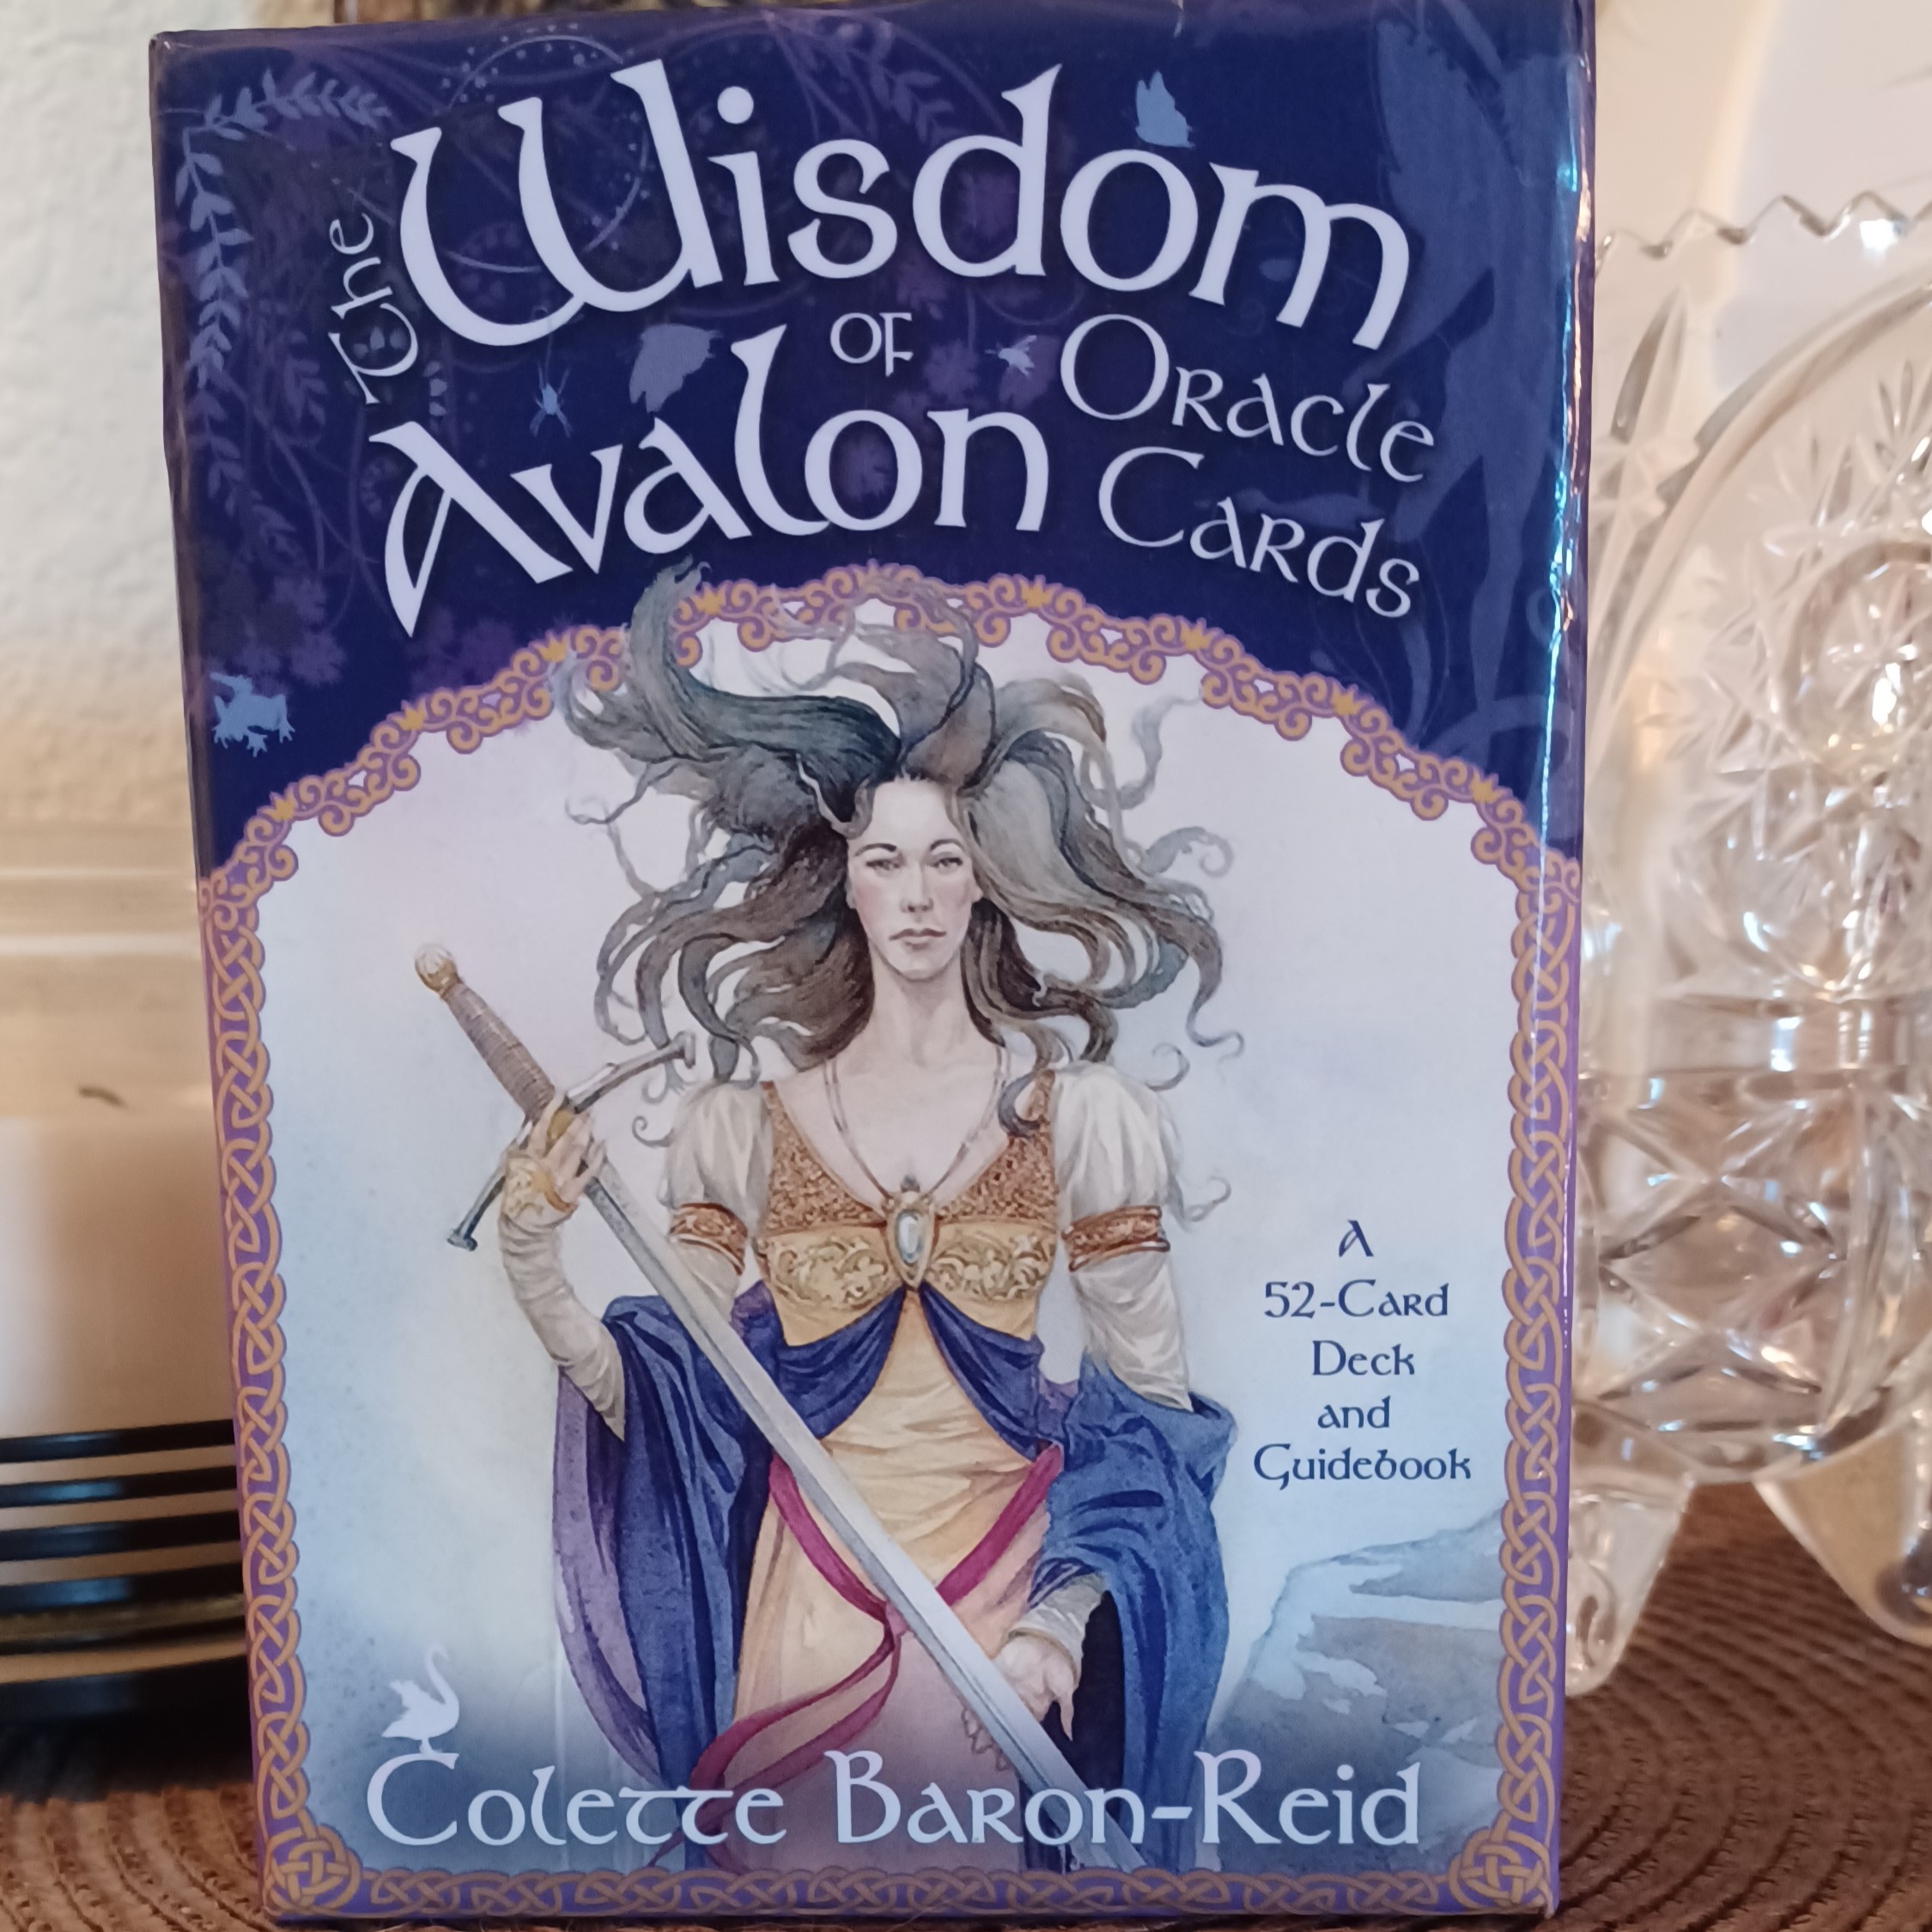 The
Wisdom
of
Avalon
Oracle
Cards
A
52-Card
Deck
and
Guidebook
Colette Baron-Reid